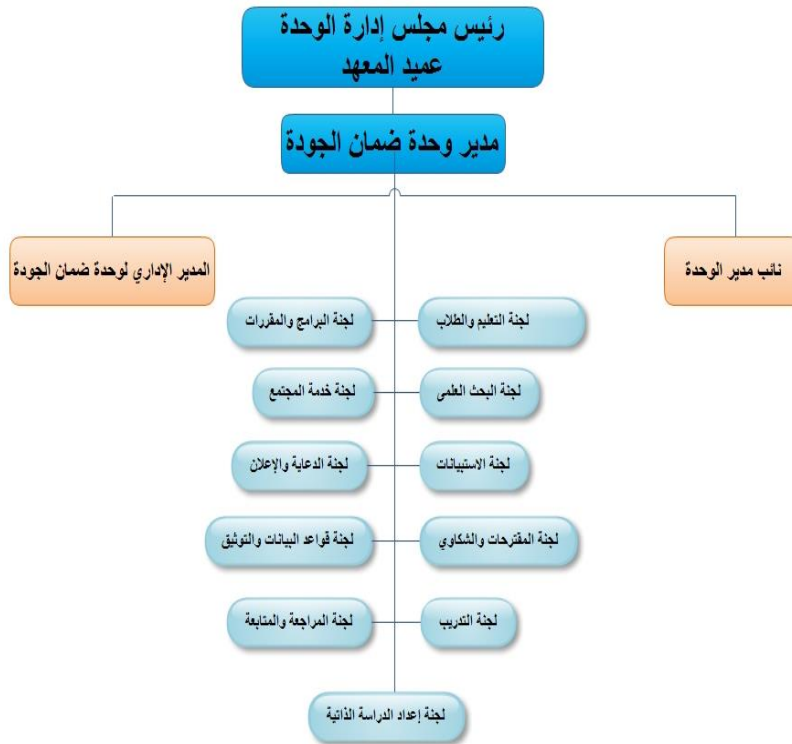 رئيس مجلس إدارة الوحدة
عميد المعهد
مدير وحدة ضمان الجودة
نائب مدير الوحدة
المدير الإداري لوحدة ضمان الجودة
لجنة التعليم والطلاب
لجنة البرامج والمقررات
لجنة البحث العلمى
لجنة خدمة المجتمع
لجنة الاستبيانات
لجنة الدعاية والإعلان
لجنة المقترحات والشكاوي
لجنة قواعد البيانات والتوثيق
لجنة التدريب
لجنة المراجعة والمتابعة
لجنة إعداد الدراسة الذاتية